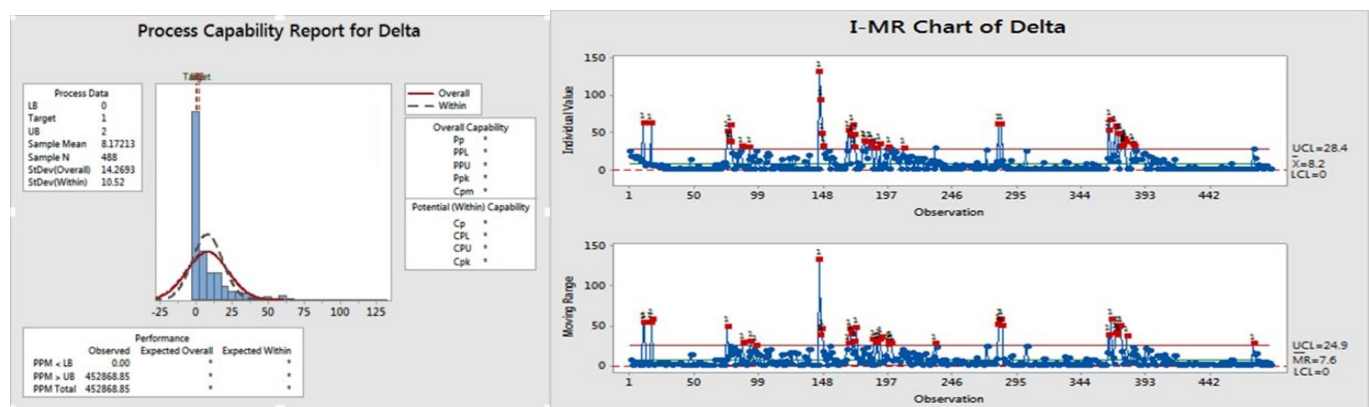 Process Capability Report for Delta
Target
Process Data
LB 0
Target 1
UB 2
Sample Mean 8.17213
Sample N 488
StDev(Overall) 14.2693
StDev(Within) 10.52
Overall
Within
Overall Capability
Pp *
PPL *
PPU *
Ppk *
Cpm *
Potential (Within) Capability
Cp *
CPL *
CPU *
Cpk *
-25 0 25 50 75 100 125
Performance
Observed Expected Overall Expected Within
PPM < LB 0.00 * *
PPM > UB 452868.85 * *
PPM Total 452868.85 * *
I-MR Chart of Delta
Individual Value
150
100
50
0
UCL=28.4
X=8.2
LCL=0
1 50 99 148 197 246 295 344 393 442
Observation
Moving Range
150
100
50
0
UCL=24.9
MR=7.6
LCL=0
1 50 99 148 197 246 295 344 393 442
Observation